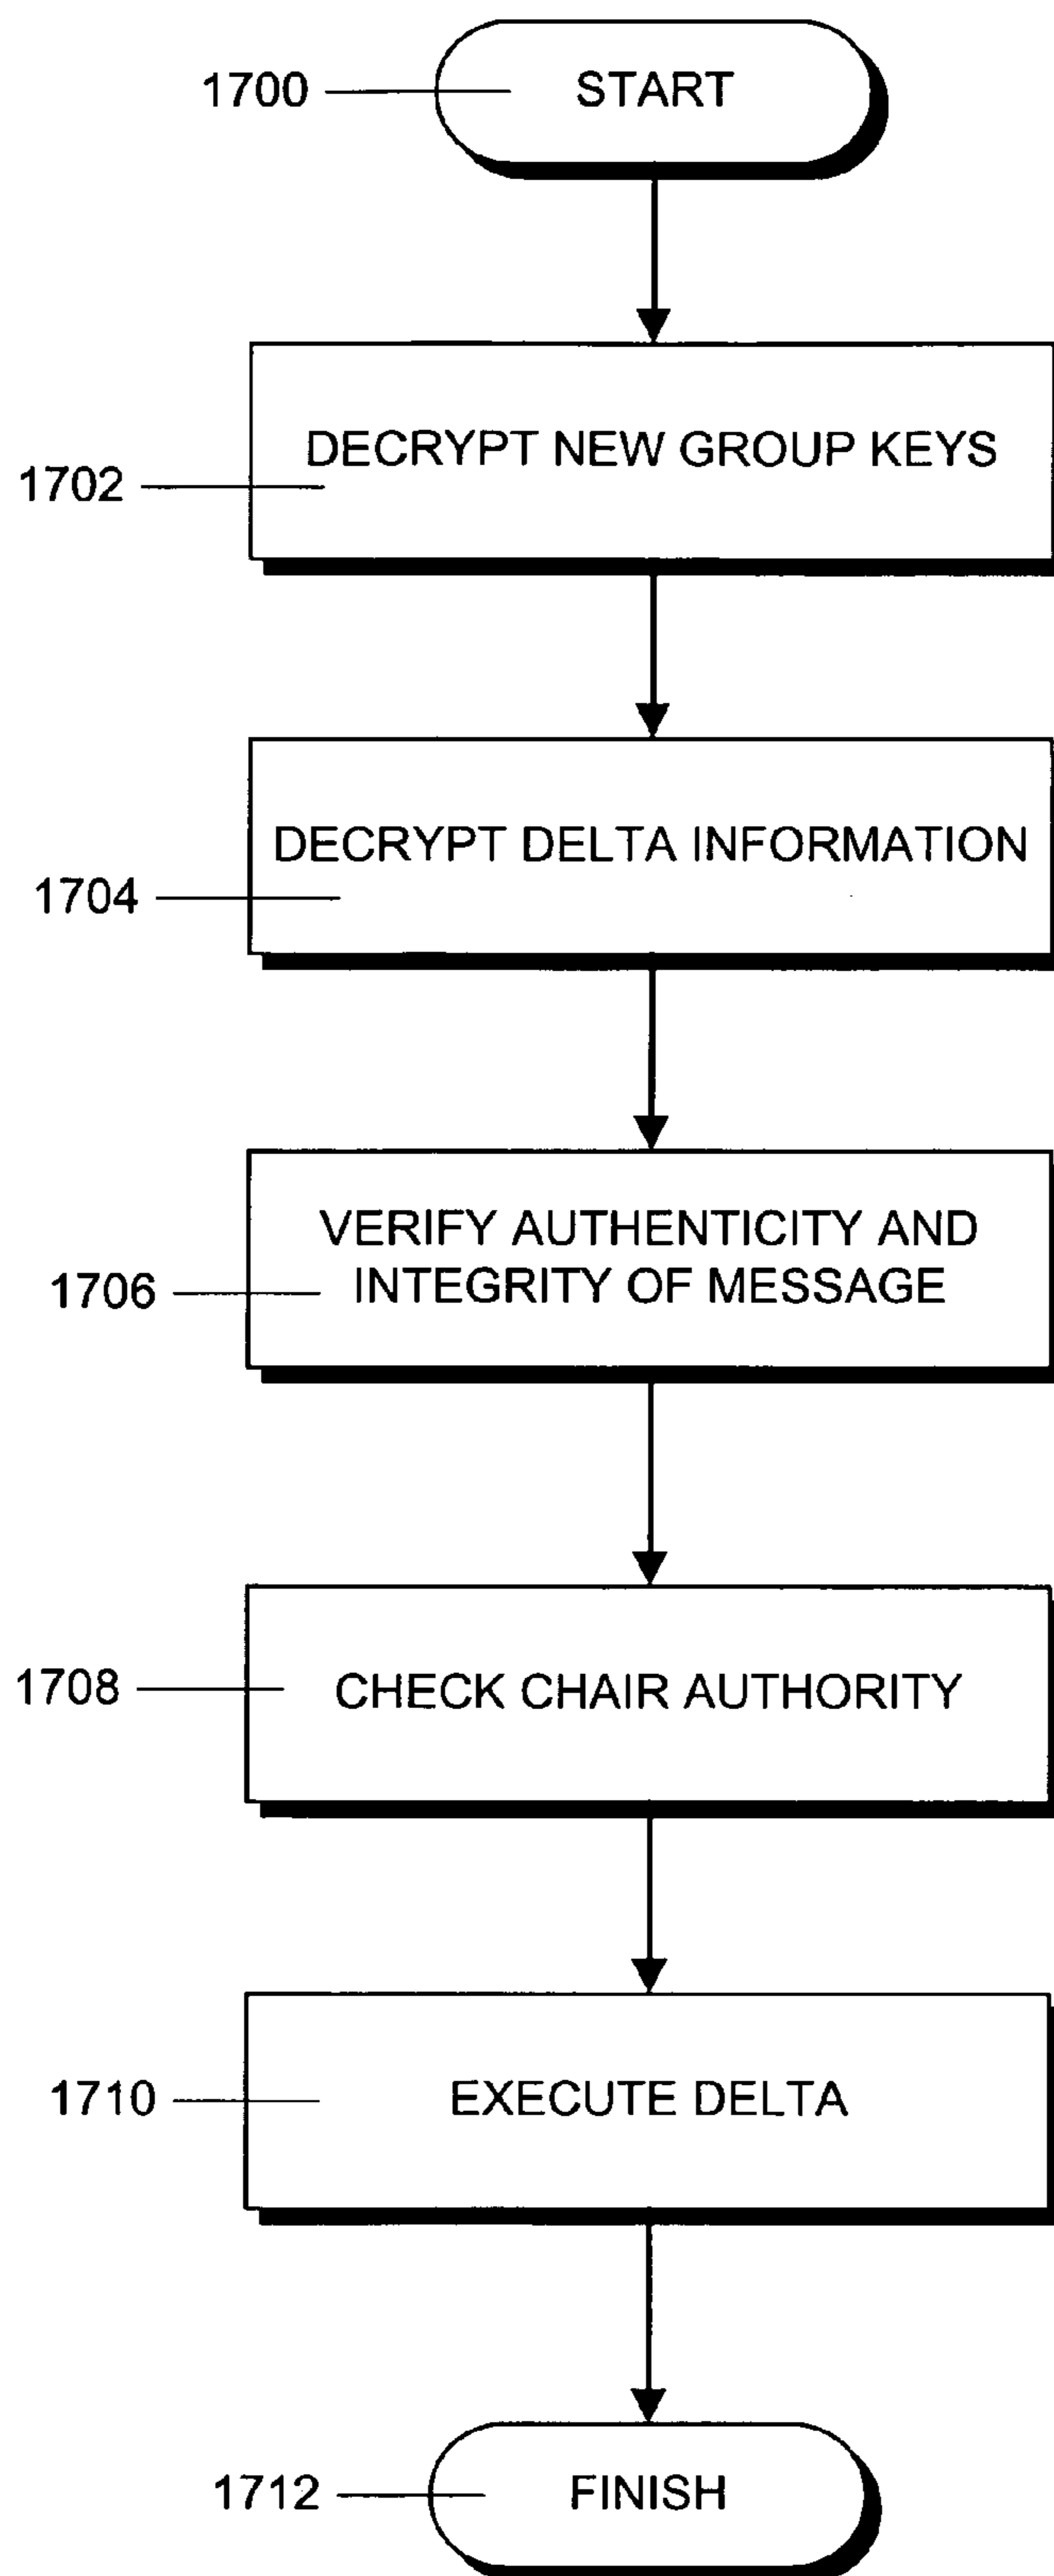 1700 START
DECRYPT NEW GROUP KEYS
1702
DECRYPT DELTA INFORMATION
1704
VERIFY AUTHENTICITY AND
INTEGRITY OF MESSAGE
1706
1708 CHECK CHAIR AUTHORITY
1710 EXECUTE DELTA
1712 FINISH